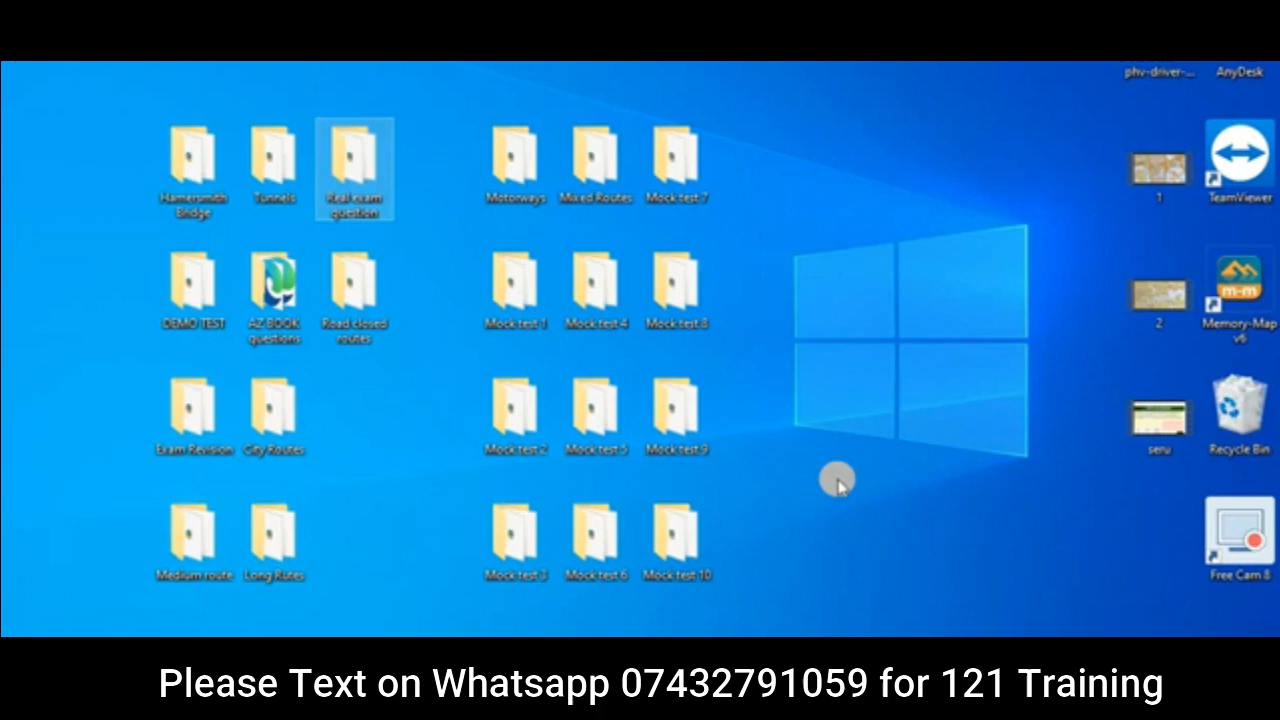 phv-driver-... AnyDesk
Hamersmith Bridge
Tunnels
Real exam question
Motorways
Mixed Routes
Mock test 7
1
TeamViewer
DEMO TEST
AZ BOOK questions
Road closed routes
Mock test 1
Mock test 4
Mock test 8
2
m-m
Memory-Map v6
Exam Revision
City Routes
Mock test 2
Mock test 5
Mock test 9
seru
Recycle Bin
Medium route
Long Rutes
Mock test 3
Mock test 6
Mock test 10
Free Cam 8
Please Text on Whatsapp 07432791059 for 121 Training